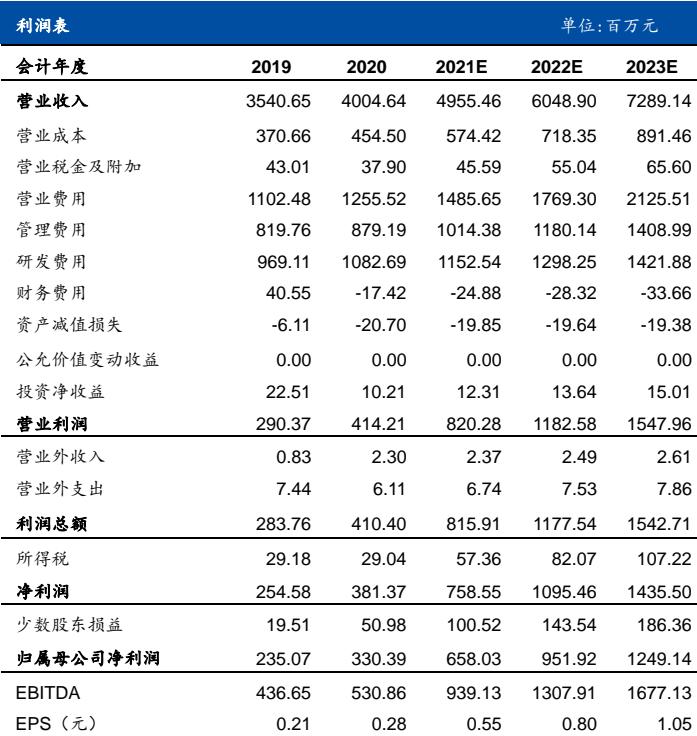 利润表 单位:百万元
会计年度 2019 2020 2021E 2022E 2023E
营业收入 3540.65 4004.64 4955.46 6048.90 7289.14
营业成本 370.66 454.50 574.42 718.35 891.46
营业税金及附加 43.01 37.90 45.59 55.04 65.60
营业费用 1102.48 1255.52 1485.65 1769.30 2125.51
管理费用 819.76 879.19 1014.38 1180.14 1408.99
研发费用 969.11 1082.69 1152.54 1298.25 1421.88
财务费用 40.55 -17.42 -24.88 -28.32 -33.66
资产减值损失 -6.11 -20.70 -19.85 -19.64 -19.38
公允价值变动收益 0.00 0.00 0.00 0.00 0.00
投资净收益 22.51 10.21 12.31 13.64 15.01
营业利润 290.37 414.21 820.28 1182.58 1547.96
营业外收入 0.83 2.30 2.37 2.49 2.61
营业外支出 7.44 6.11 6.74 7.53 7.86
利润总额 283.76 410.40 815.91 1177.54 1542.71
所得税 29.18 29.04 57.36 82.07 107.22
净利润 254.58 381.37 758.55 1095.46 1435.50
少数股东损益 19.51 50.98 100.52 143.54 186.36
归属母公司净利润 235.07 330.39 658.03 951.92 1249.14
EBITDA 436.65 530.86 939.13 1307.91 1677.13
EPS（元） 0.21 0.28 0.55 0.80 1.05